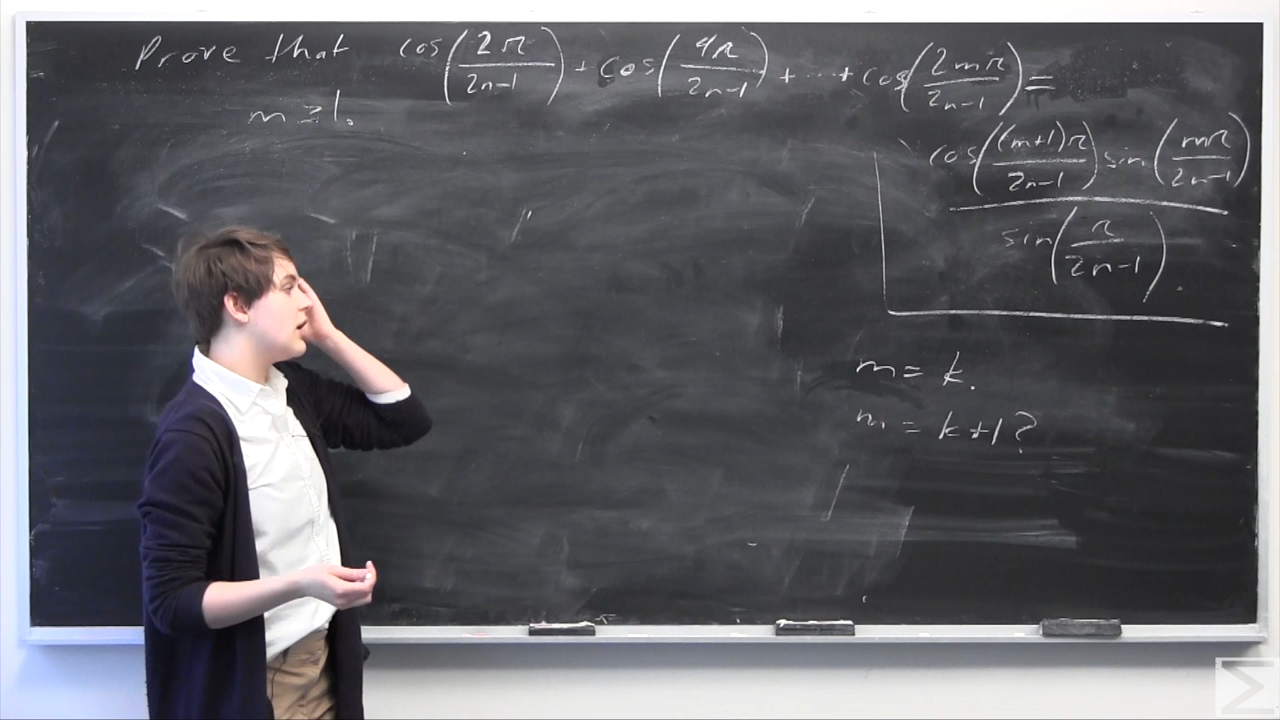 Prove that cos(2π/2n-1) + cos(4π/2n-1) + ... + cos(2mπ/2n-1) =
m ≥ 1.
cos((m+1)π/2n-1) sin(mπ/2n-1)
sin(π/2n-1).
m = k.
m = k+1?
Σ